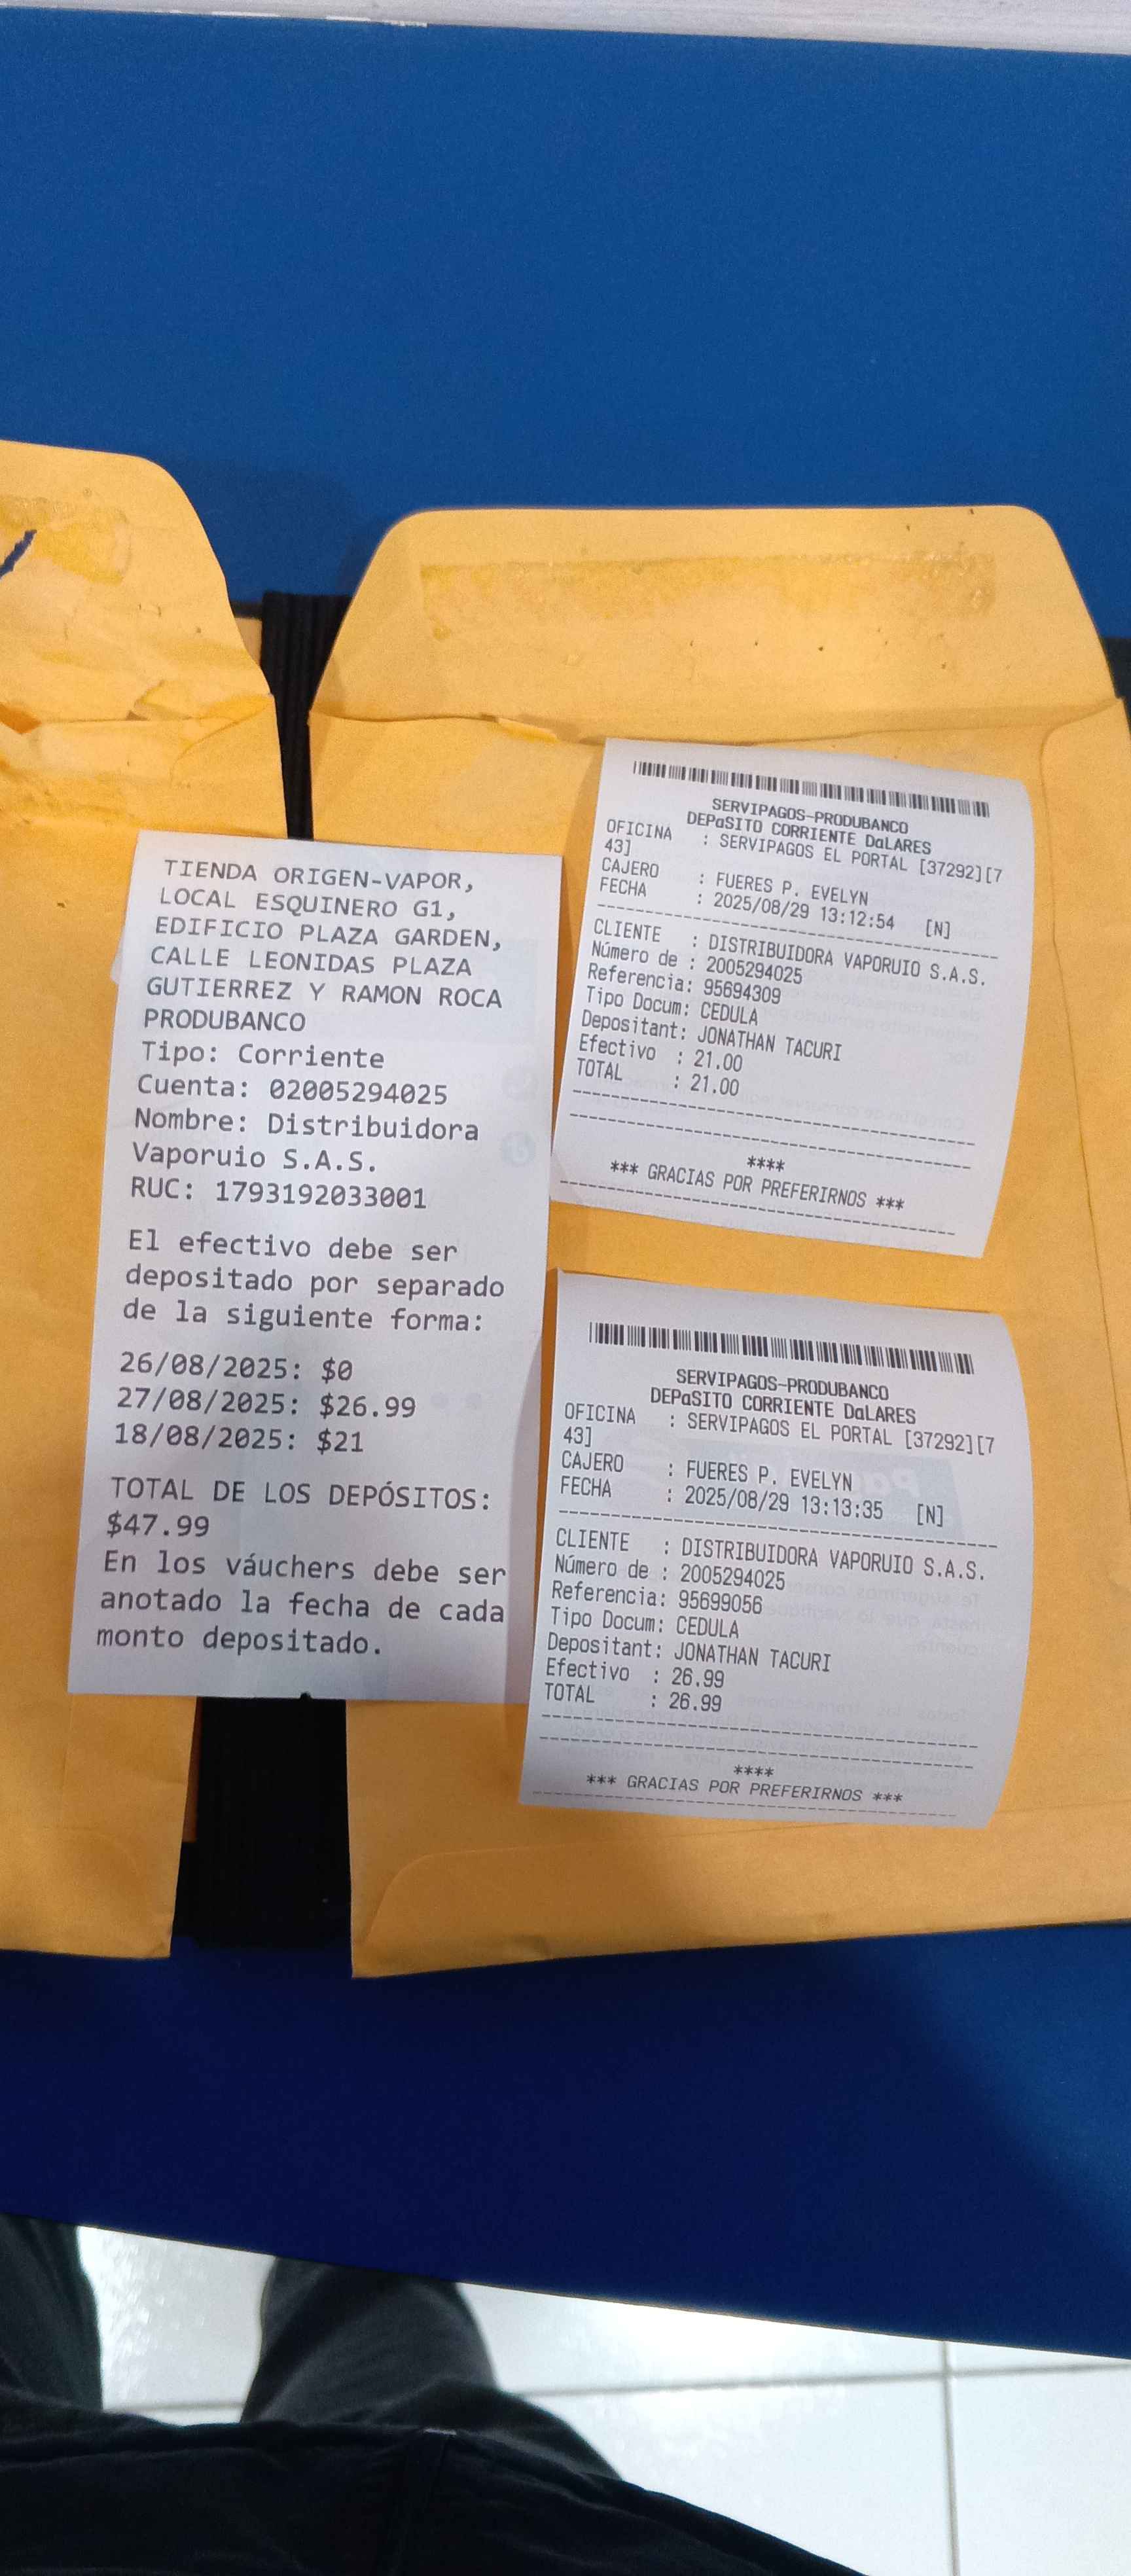 TIENDA ORIGEN-VAPOR,
LOCAL ESQUINERO G1,
EDIFICIO PLAZA GARDEN,
CALLE LEONIDAS PLAZA
GUTIERREZ Y RAMON ROCA
PRODUBANCO
Tipo: Corriente
Cuenta: 02005294025
Nombre: Distribuidora
Vaporuio S.A.S.
RUC: 1793192033001
El efectivo debe ser
depositado por separado
de la siguiente forma:
26/08/2025: $0
27/08/2025: $26.99
18/08/2025: $21
TOTAL DE LOS DEPÓSITOS:
$47.99
En los váuchers debe ser
anotado la fecha de cada
monto depositado.
SERVIPAGOS-PRODUBANCO
DEPaSITO CORRIENTE DaLARES
OFICINA : SERVIPAGOS EL PORTAL [37292][7
43]
CAJERO : FUERES P. EVELYN
FECHA : 2025/08/29 13:12:54 [N]
CLIENTE : DISTRIBUIDORA VAPORUIO S.A.S.
Número de : 2005294025
Referencia: 95694309
Tipo Docum: CEDULA
Depositant: JONATHAN TACURI
Efectivo : 21.00
TOTAL : 21.00
****
*** GRACIAS POR PREFERIRNOS ***
SERVIPAGOS-PRODUBANCO
DEPaSITO CORRIENTE DaLARES
OFICINA : SERVIPAGOS EL PORTAL [37292][7
43]
CAJERO : FUERES P. EVELYN
FECHA : 2025/08/29 13:13:35 [N]
CLIENTE : DISTRIBUIDORA VAPORUIO S.A.S.
Número de : 2005294025
Referencia: 95699056
Tipo Docum: CEDULA
Depositant: JONATHAN TACURI
Efectivo : 26.99
TOTAL : 26.99
****
*** GRACIAS POR PREFERIRNOS ***